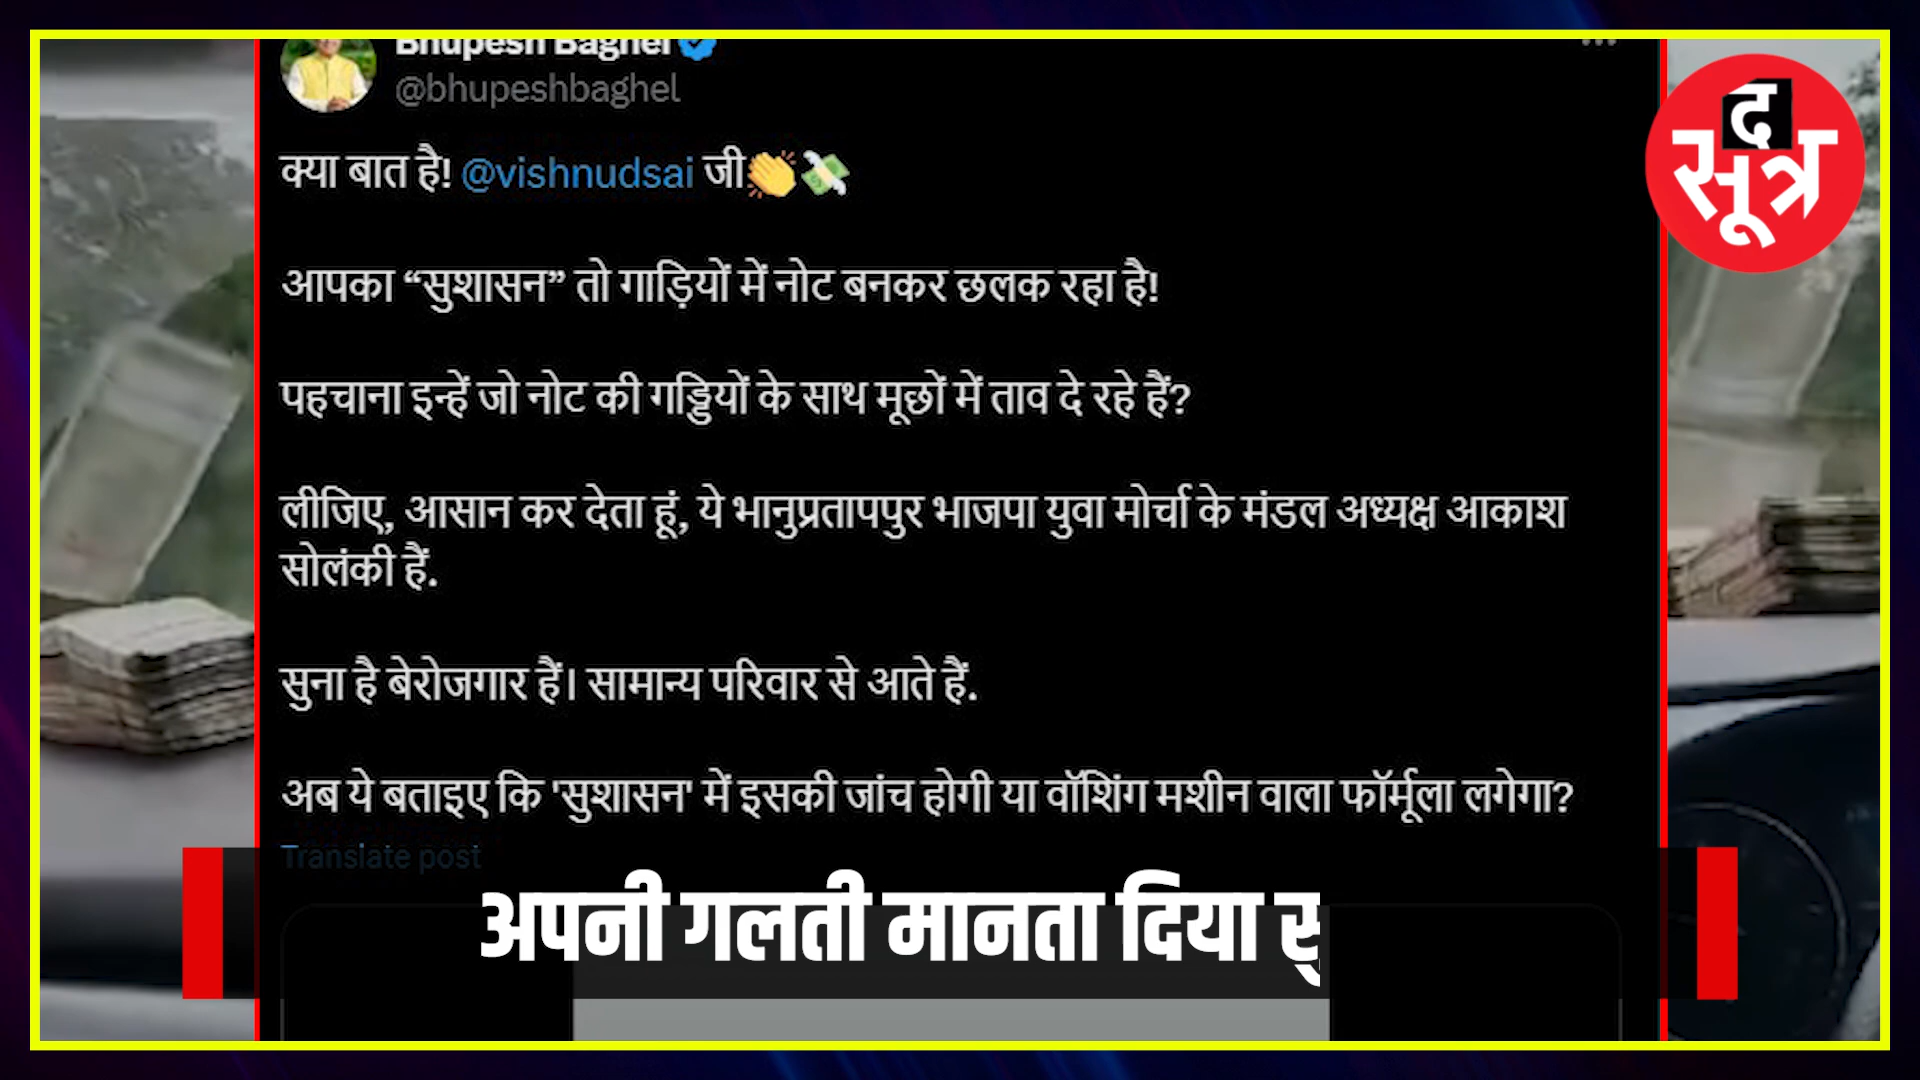 Bhupesh Baghel
@bhupeshbaghel
द
सूत्र
क्या बात है! @vishnudsai जी👏💸
आपका “सुशासन” तो गाड़ियों में नोट बनकर छलक रहा है!
पहचाना इन्हें जो नोट की गड्डियों के साथ मूछों में ताव दे रहे हैं?
लीजिए, आसान कर देता हूं, ये भानुप्रतापपुर भाजपा युवा मोर्चा के मंडल अध्यक्ष आकाश
सोलंकी हैं.
सुना है बेरोजगार हैं। सामान्य परिवार से आते हैं.
अब ये बताइए कि 'सुशासन' में इसकी जांच होगी या वॉशिंग मशीन वाला फॉर्मूला लगेगा?
Translate post
अपनी गलती मानता दिया